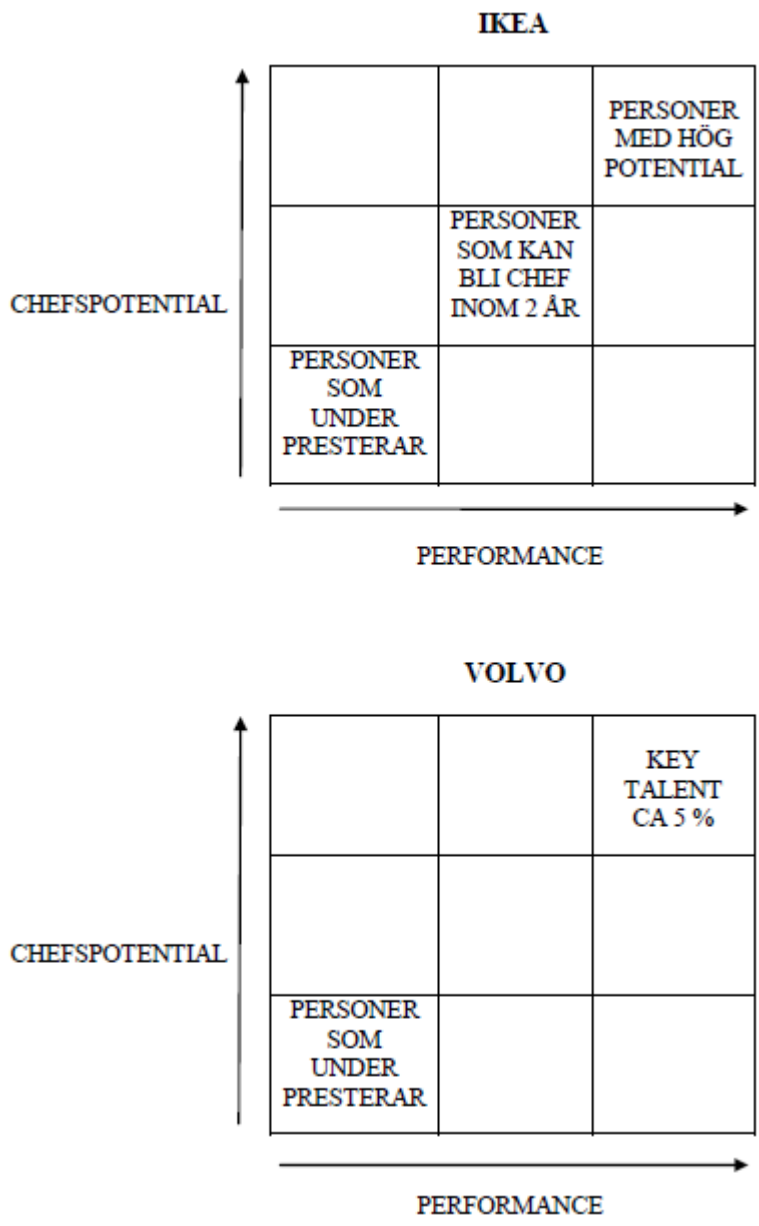 IKEA
PERSONER
MED HÖG
POTENTIAL
PERSONER
SOM KAN
BLI CHEF
INOM 2 ÅR
CHEFSPOTENTIAL
PERSONER
SOM
UNDER
PRESTERAR
PERFORMANCE
VOLVO
KEY
TALENT
CA 5 %
CHEFSPOTENTIAL
PERSONER
SOM
UNDER
PRESTERAR
PERFORMANCE